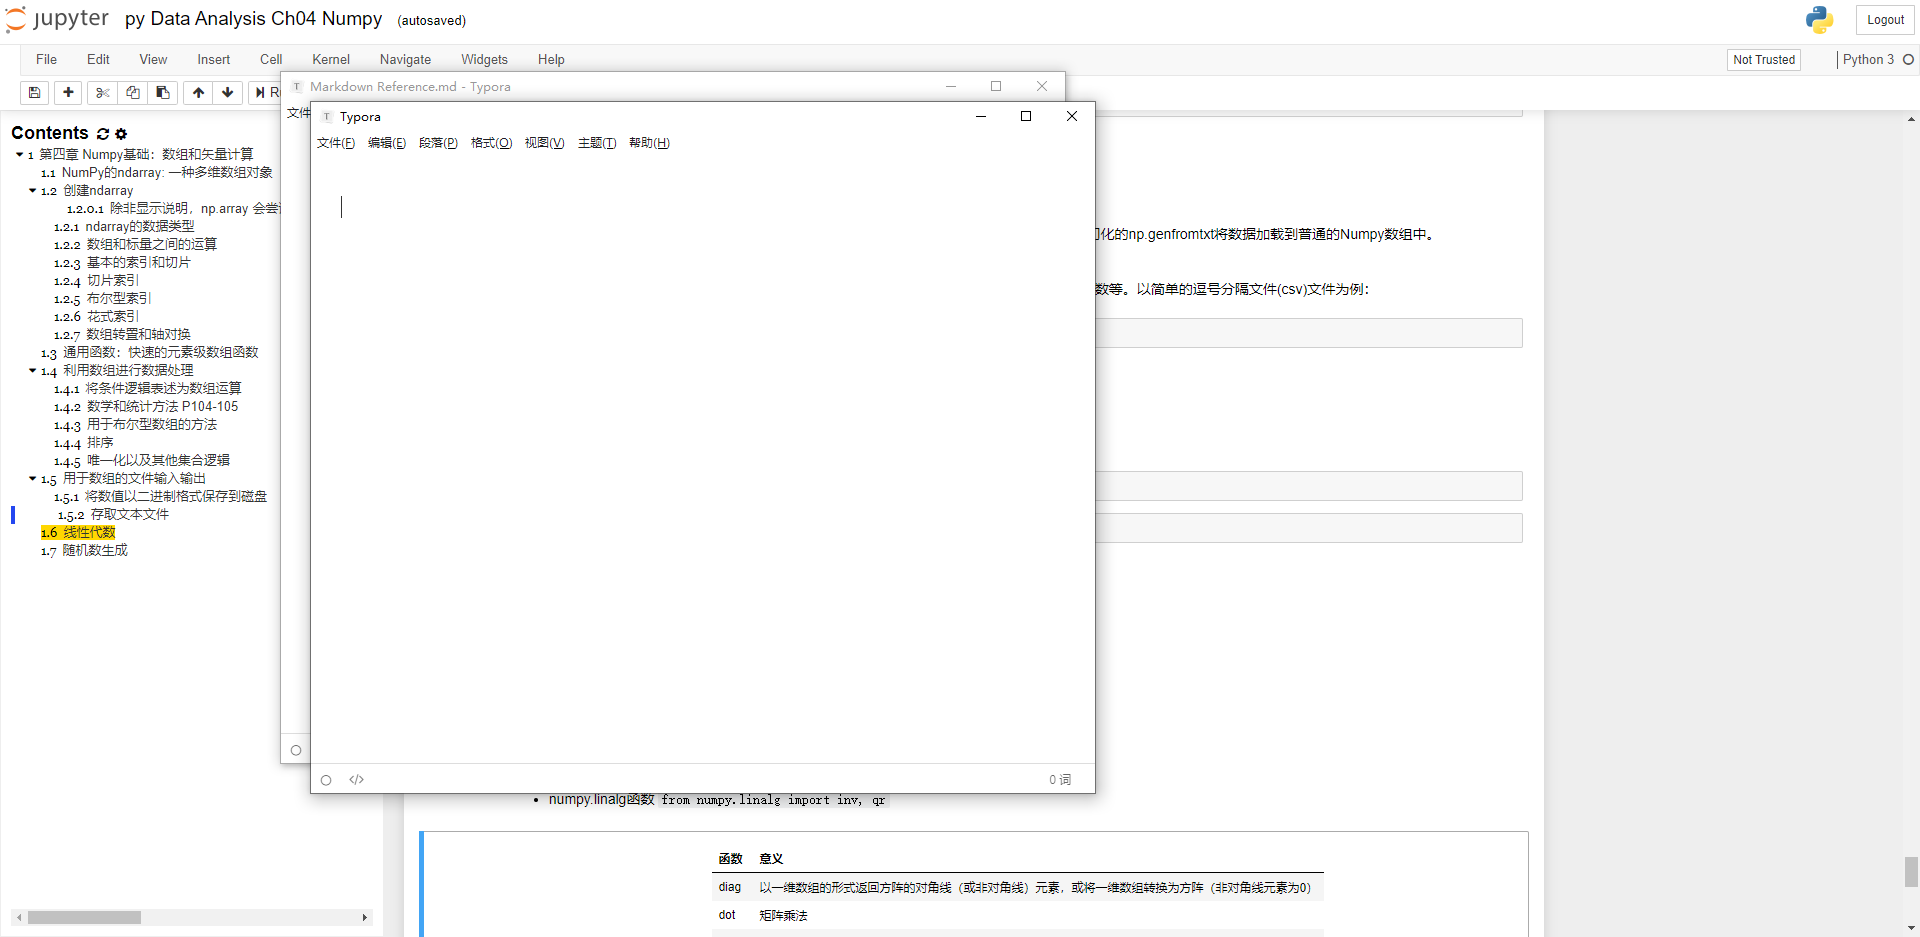 jupyter py Data Analysis Ch04 Numpy (autosaved)
Logout
File Edit View Insert Cell Kernel Navigate Widgets Help
Not Trusted
Python 3
Markdown Reference.md - Typora
文件
Typora
文件(F) 编辑(E) 段落(P) 格式(O) 视图(V) 主题(T) 帮助(H)
Contents
1 第四章 Numpy基础：数组和矢量计算
1.1 NumPy的ndarray: 一种多维数组对象
1.2 创建ndarray
1.2.0.1 除非显示说明，np.array 会尝
1.2.1 ndarray的数据类型
1.2.2 数组和标量之间的运算
1.2.3 基本的索引和切片
1.2.4 切片索引
1.2.5 布尔型索引
1.2.6 花式索引
1.2.7 数组转置和轴对换
1.3 通用函数：快速的元素级数组函数
1.4 利用数组进行数据处理
1.4.1 将条件逻辑表述为数组运算
1.4.2 数学和统计方法 P104-105
1.4.3 用于布尔型数组的方法
1.4.4 排序
1.4.5 唯一化以及其他集合逻辑
1.5 用于数组的文件输入输出
1.5.1 将数值以二进制格式保存到磁盘
1.5.2 存取文本文件
1.6 线性代数
1.7 随机数生成
化的np.genfromtxt将数据加载到普通的Numpy数组中。
数等。以简单的逗号分隔文件(csv)文件为例：
</> 0 词
• numpy.linalg函数 from numpy.linalg import inv, qr
函数 意义
diag 以一维数组的形式返回方阵的对角线（或非对角线）元素，或将一维数组转换为方阵（非对角线元素为0）
dot 矩阵乘法